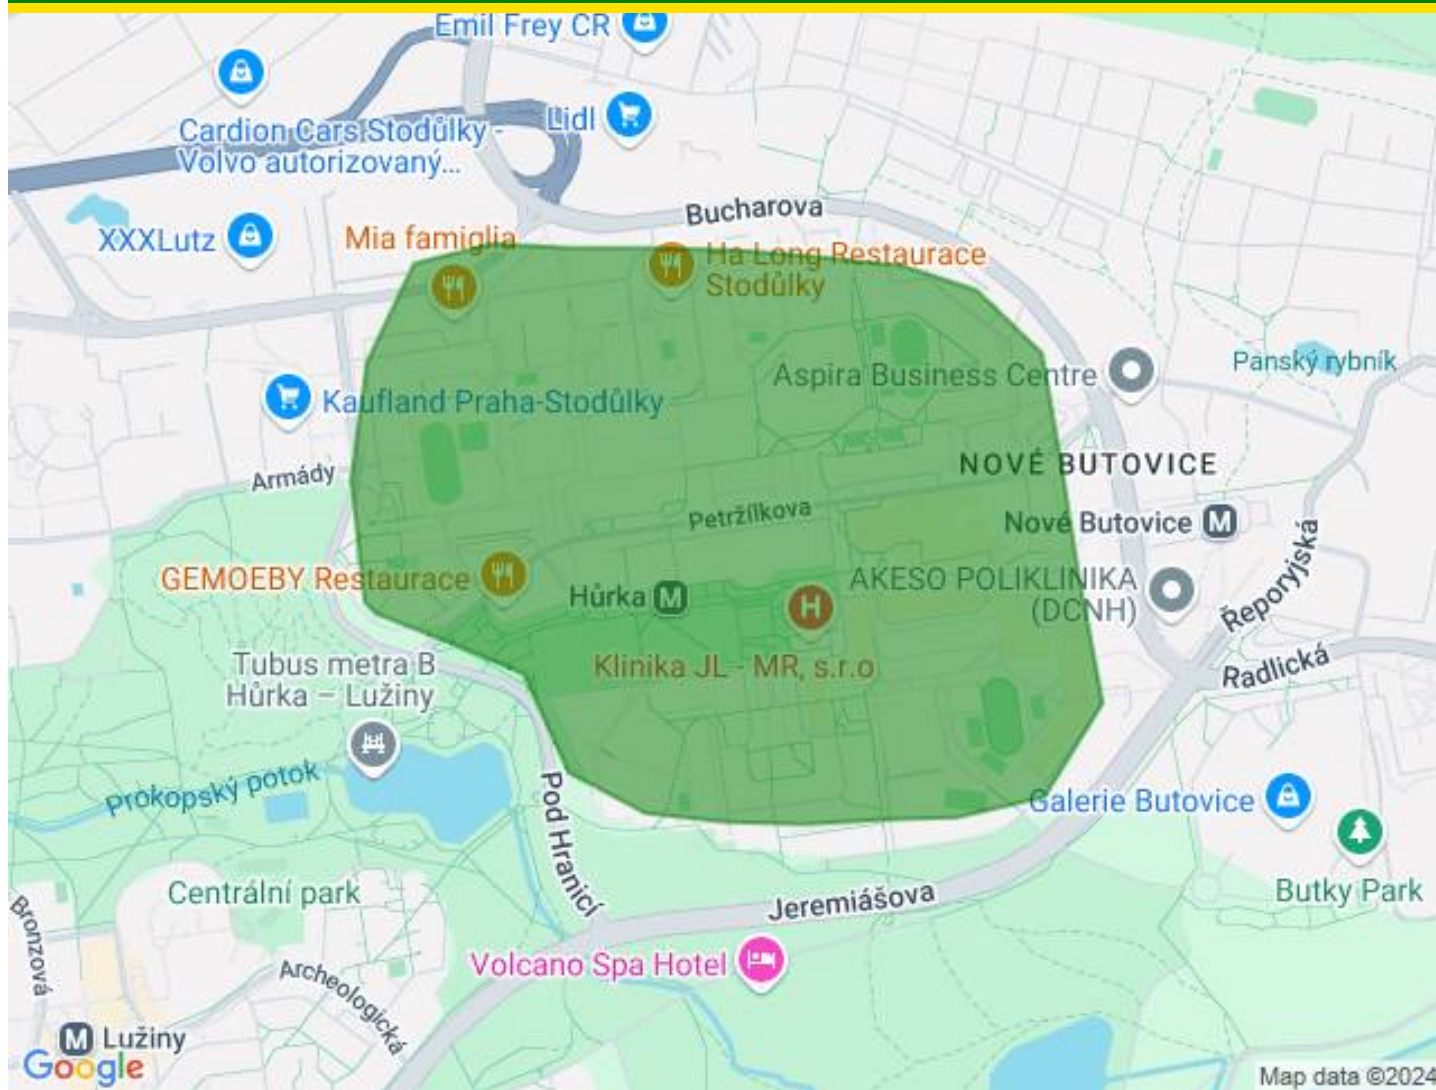 Emil Frey CR
Cardion Cars Stodůlky -
Volvo autorizovaný...
Lidl
Bucharova
XXXLutz
Mia famiglia
Ha Long Restaurace
Stodůlky
Panský rybník
Aspira Business Centre
Kaufland Praha-Stodůlky
Armády
NOVÉ BUTOVICE
Petržílkova
Nové Butovice M
Řeporyjská
GEMOEBY Restaurace
Hůrka M
H
AKESO POLIKLINIKA
(DCNH)
Klinika JL - MR, s.r.o
Radlická
Tubus metra B
Hůrka – Lužiny
Prokopský potok
Pod Hranicí
Galerie Butovice
Butky Park
Centrální park
Jeremiášova
Bronzová
Archeologická
Volcano Spa Hotel
M Lužiny
Google
Map data ©2024